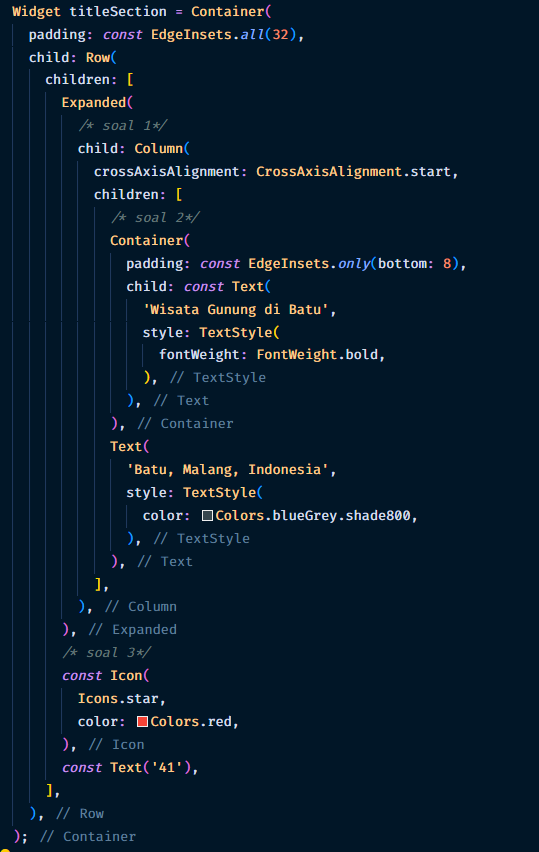 Widget titleSection = Container(
  padding: const EdgeInsets.all(32),
  child: Row(
    children: [
      Expanded(
        /* soal 1*/
        child: Column(
          crossAxisAlignment: CrossAxisAlignment.start,
          children: [
            /* soal 2*/
            Container(
              padding: const EdgeInsets.only(bottom: 8),
              child: const Text(
                'Wisata Gunung di Batu',
                style: TextStyle(
                  fontWeight: FontWeight.bold,
                ), // TextStyle
              ), // Text
            ), // Container
            Text(
              'Batu, Malang, Indonesia',
              style: TextStyle(
                color: Colors.blueGrey.shade800,
              ), // TextStyle
            ), // Text
          ],
        ), // Column
      ), // Expanded
      /* soal 3*/
      const Icon(
        Icons.star,
        color: Colors.red,
      ), // Icon
      const Text('41'),
    ],
  ), // Row
); // Container